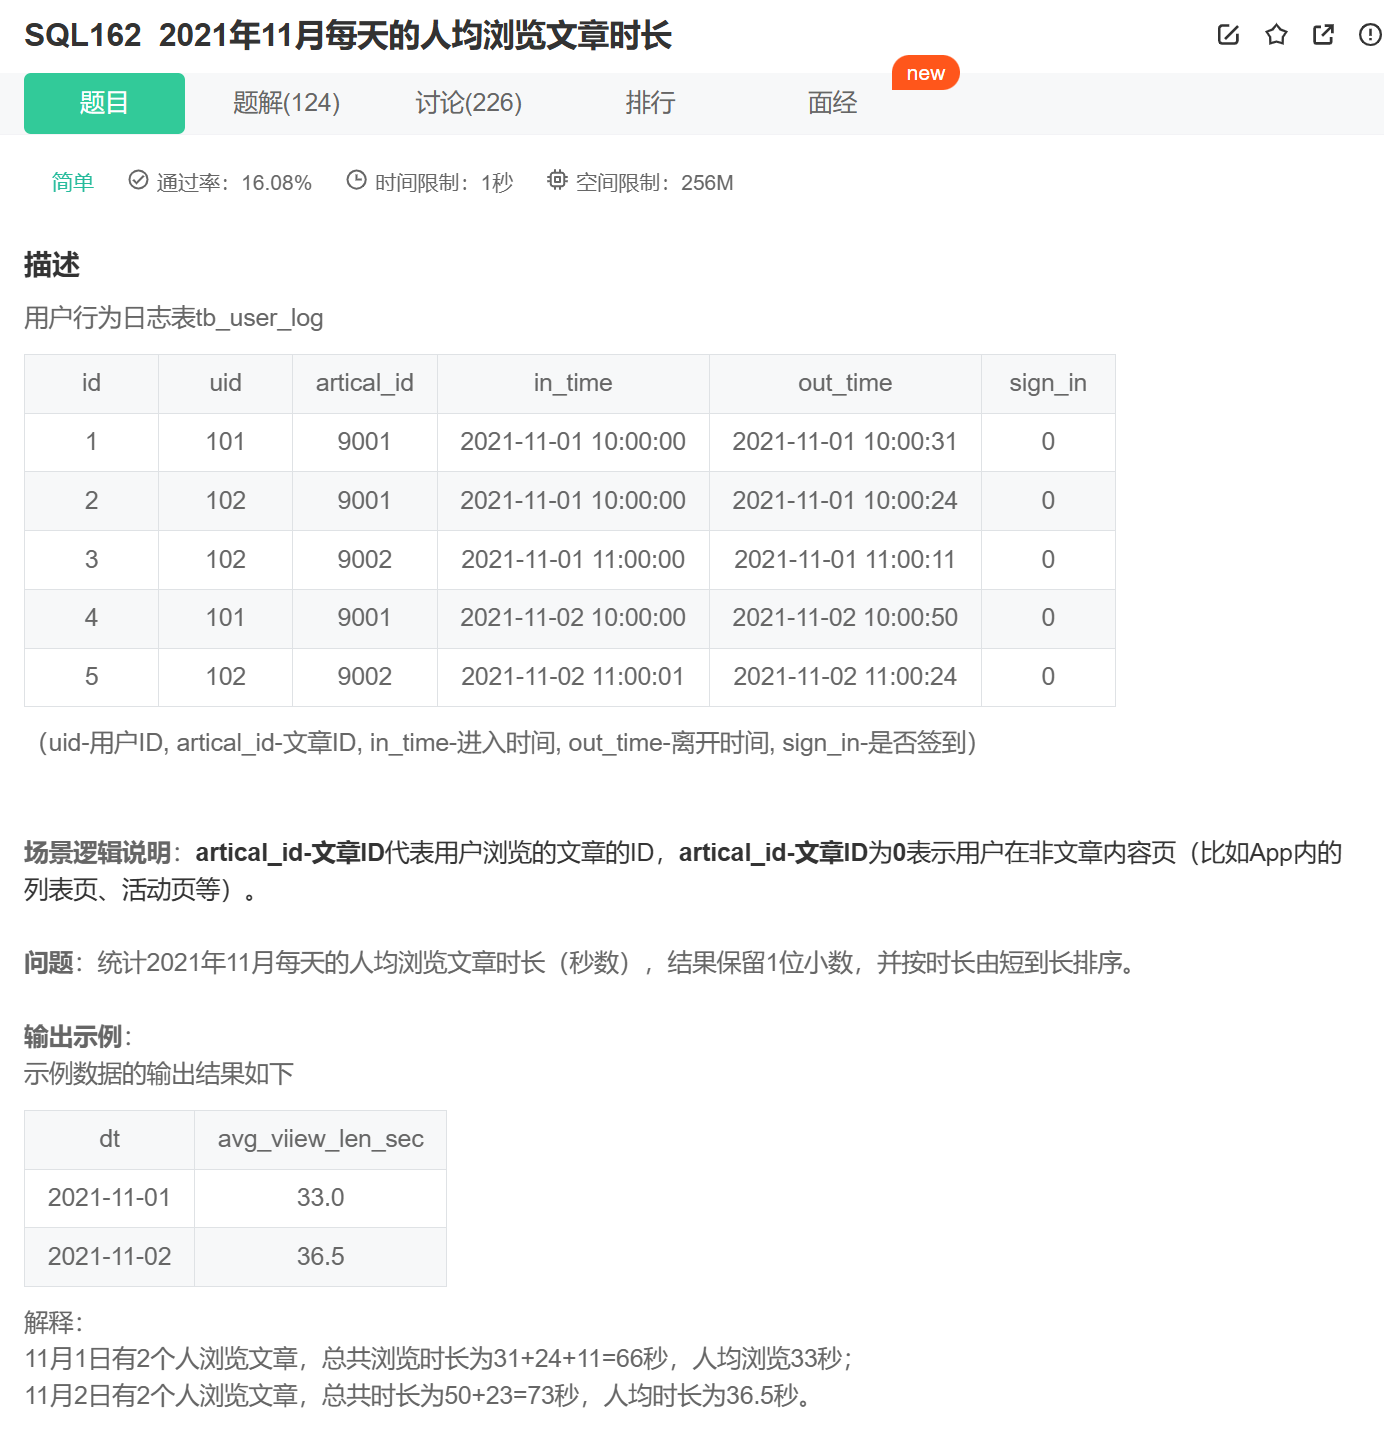 SQL162 2021年11月每天的人均浏览文章时长
new
题目 题解(124) 讨论(226) 排行 面经
简单 通过率：16.08% 时间限制：1秒 空间限制：256M
描述
用户行为日志表tb_user_log
id uid artical_id in_time out_time sign_in
1 101 9001 2021-11-01 10:00:00 2021-11-01 10:00:31 0
2 102 9001 2021-11-01 10:00:00 2021-11-01 10:00:24 0
3 102 9002 2021-11-01 11:00:00 2021-11-01 11:00:11 0
4 101 9001 2021-11-02 10:00:00 2021-11-02 10:00:50 0
5 102 9002 2021-11-02 11:00:01 2021-11-02 11:00:24 0
（uid-用户ID, artical_id-文章ID, in_time-进入时间, out_time-离开时间, sign_in-是否签到）
场景逻辑说明：artical_id-文章ID代表用户浏览的文章的ID，artical_id-文章ID为0表示用户在非文章内容页（比如App内的
列表页、活动页等）。
问题：统计2021年11月每天的人均浏览文章时长（秒数），结果保留1位小数，并按时长由短到长排序。
输出示例：
示例数据的输出结果如下
dt avg_viiew_len_sec
2021-11-01 33.0
2021-11-02 36.5
解释：
11月1日有2个人浏览文章，总共浏览时长为31+24+11=66秒，人均浏览33秒；
11月2日有2个人浏览文章，总共时长为50+23=73秒，人均时长为36.5秒。